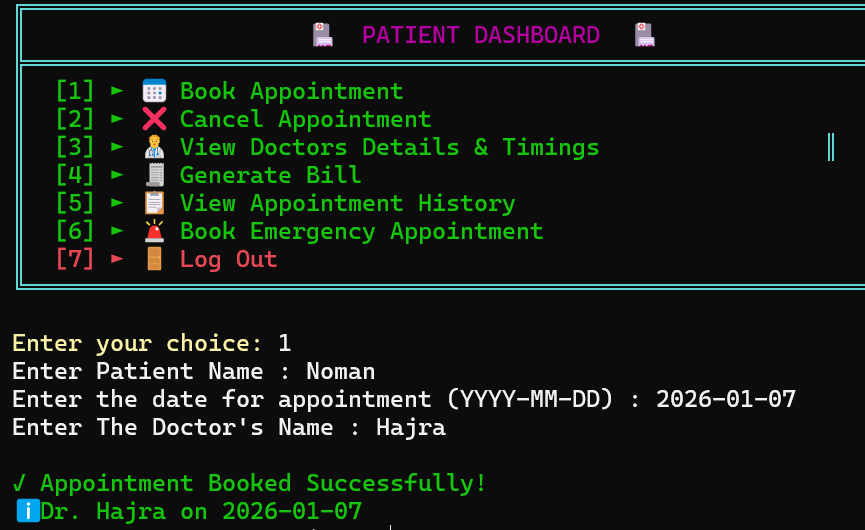 PATIENT DASHBOARD
[1] ► 📅 Book Appointment
[2] ► ❌ Cancel Appointment
[3] ► 👨‍⚕️ View Doctors Details & Timings
[4] ► 🧾 Generate Bill
[5] ► 📋 View Appointment History
[6] ► 🚨 Book Emergency Appointment
[7] ► 🚪 Log Out
Enter your choice: 1
Enter Patient Name : Noman
Enter the date for appointment (YYYY-MM-DD) : 2026-01-07
Enter The Doctor's Name : Hajra
√ Appointment Booked Successfully!
ℹ️Dr. Hajra on 2026-01-07